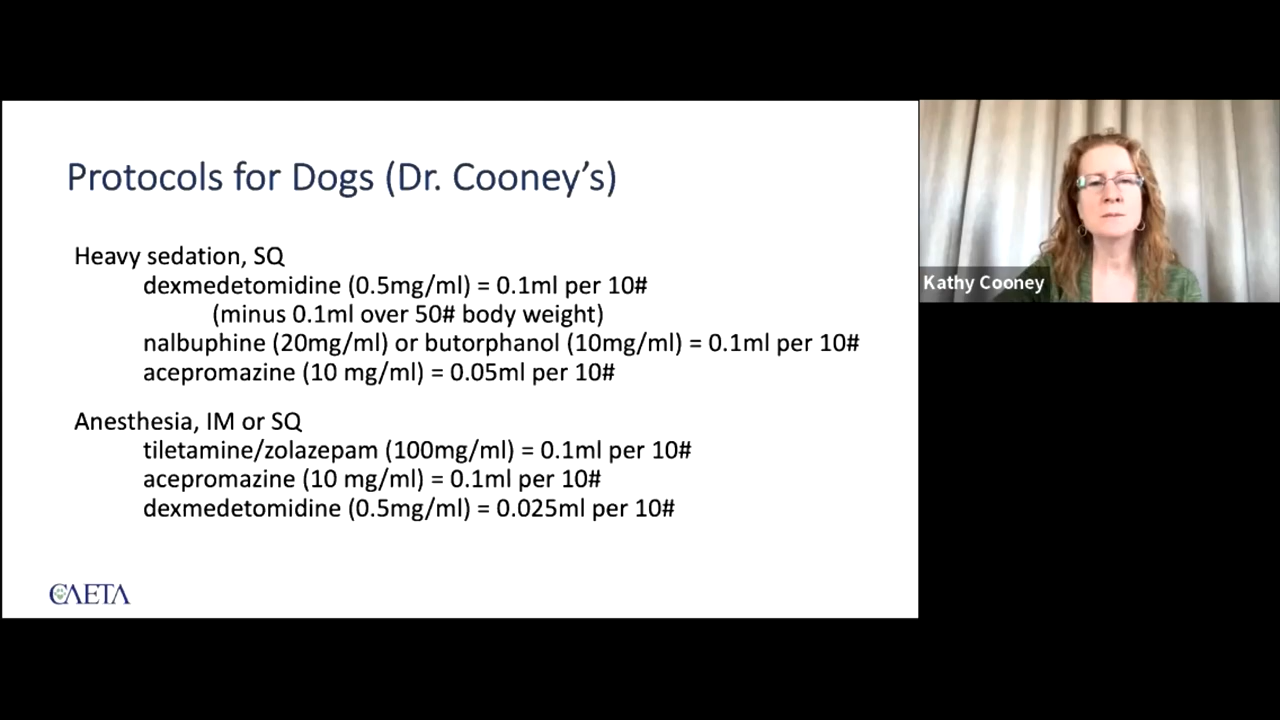 Protocols for Dogs (Dr. Cooney’s)
Heavy sedation, SQ
dexmedetomidine (0.5mg/ml) = 0.1ml per 10#
(minus 0.1ml over 50# body weight)
nalbuphine (20mg/ml) or butorphanol (10mg/ml) = 0.1ml per 10#
acepromazine (10 mg/ml) = 0.05ml per 10#
Anesthesia, IM or SQ
tiletamine/zolazepam (100mg/ml) = 0.1ml per 10#
acepromazine (10 mg/ml) = 0.1ml per 10#
dexmedetomidine (0.5mg/ml) = 0.025ml per 10#
CAETA
Kathy Cooney